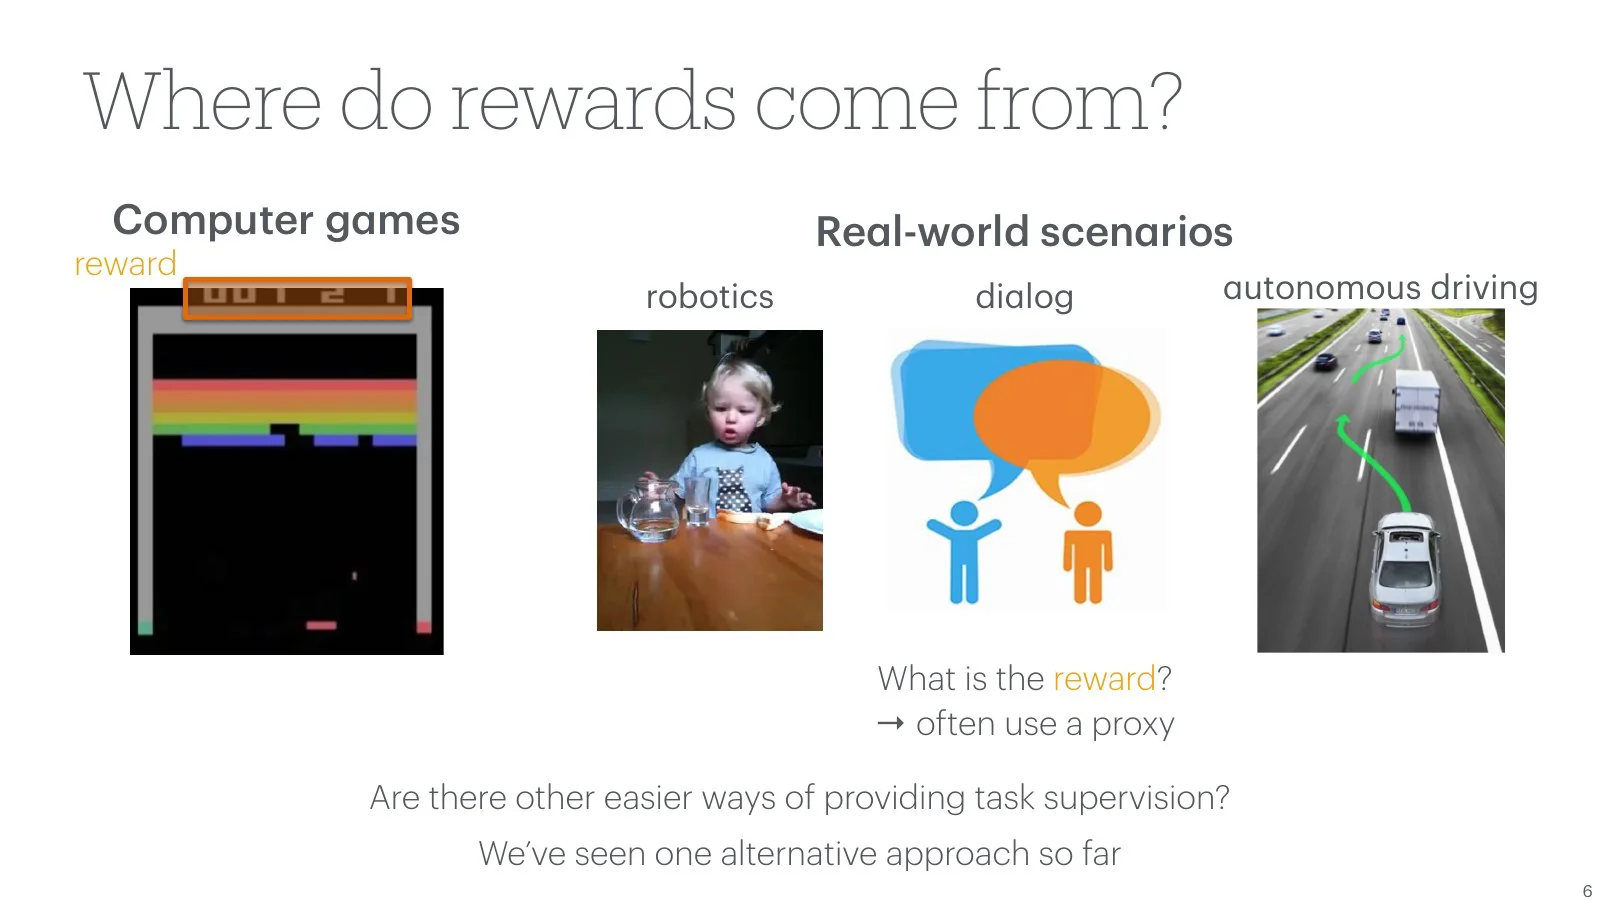 Where do rewards come from?
Computer games
reward
Real-world scenarios
robotics
dialog
autonomous driving
What is the reward?
→ often use a proxy
Are there other easier ways of providing task supervision?
We've seen one alternative approach so far
6